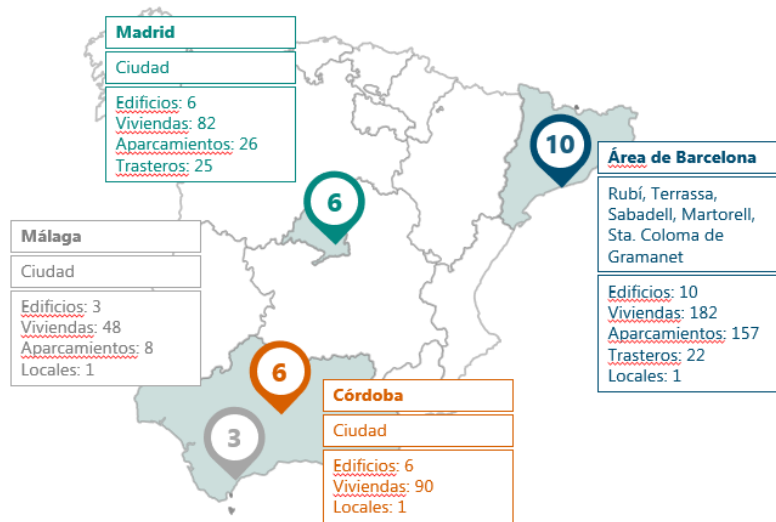 Madrid
Ciudad
Edificios: 6
Viviendas: 82
Aparcamientos: 26
Trasteros: 25
10
Área de Barcelona
Rubí, Terrassa,
Sabadell, Martorell,
Sta. Coloma de
Gramanet
Edificios: 10
Viviendas: 182
Aparcamientos: 157
Trasteros: 22
Locales: 1
6
Málaga
Ciudad
Edificios: 3
Viviendas: 48
Aparcamientos: 8
Locales: 1
6
3
Córdoba
Ciudad
Edificios: 6
Viviendas: 90
Locales: 1